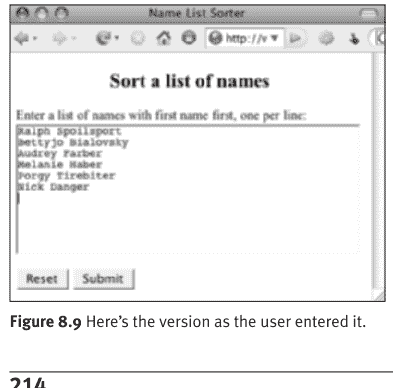 Name List Sorter
http://v
Sort a list of names
Enter a list of names with first name first, one per line:
Ralph Spoilsport
Bettyjo Bialovsky
Audrey Farber
Melanie Haber
Porgy Tirebiter
Nick Danger
Reset Submit
Figure 8.9 Here's the version as the user entered it.
214